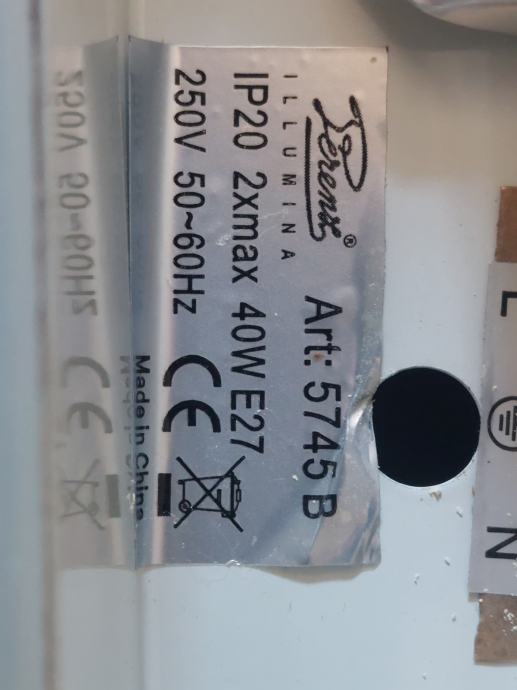 Perenz®
ILLUMINA
Art: 5745 B
IP20 2xmax 40W E27
250V 50~60Hz CE
Made in China
L
N